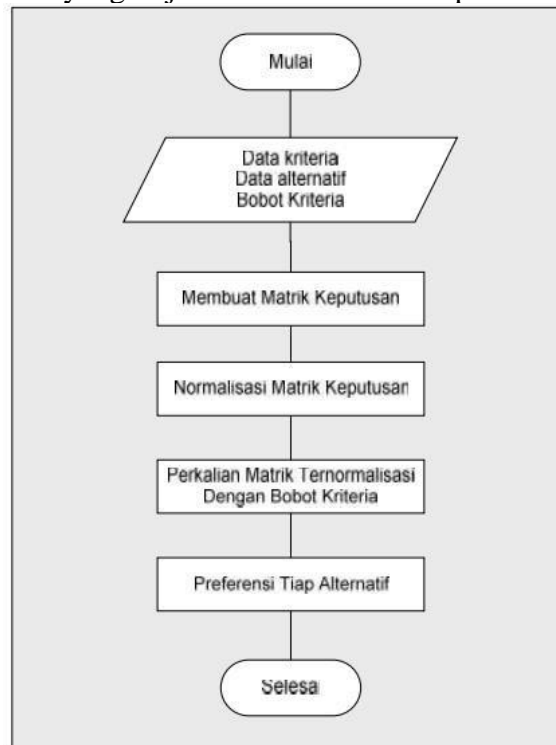 Mulai
Data kriteria
Data alternatif
Bobot Kriteria
Membuat Matrik Keputusan
Normalisasi Matrik Keputusan
Perkalian Matrik Ternormalisasi
Dengan Bobot Kriteria
Preferensi Tiap Alternatif
Selesai